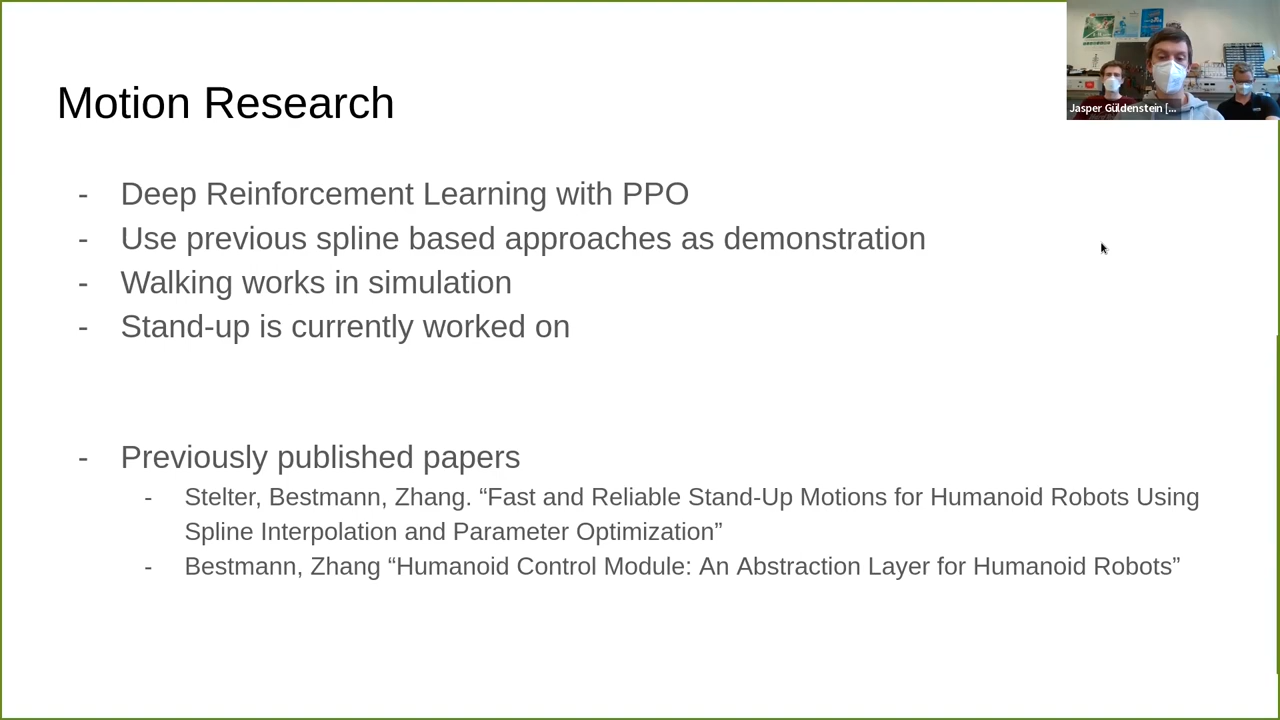 Motion Research
Jasper Güldenstein [...
- Deep Reinforcement Learning with PPO
- Use previous spline based approaches as demonstration
- Walking works in simulation
- Stand-up is currently worked on
- Previously published papers
- Stelter, Bestmann, Zhang. “Fast and Reliable Stand-Up Motions for Humanoid Robots Using
Spline Interpolation and Parameter Optimization”
- Bestmann, Zhang “Humanoid Control Module: An Abstraction Layer for Humanoid Robots”